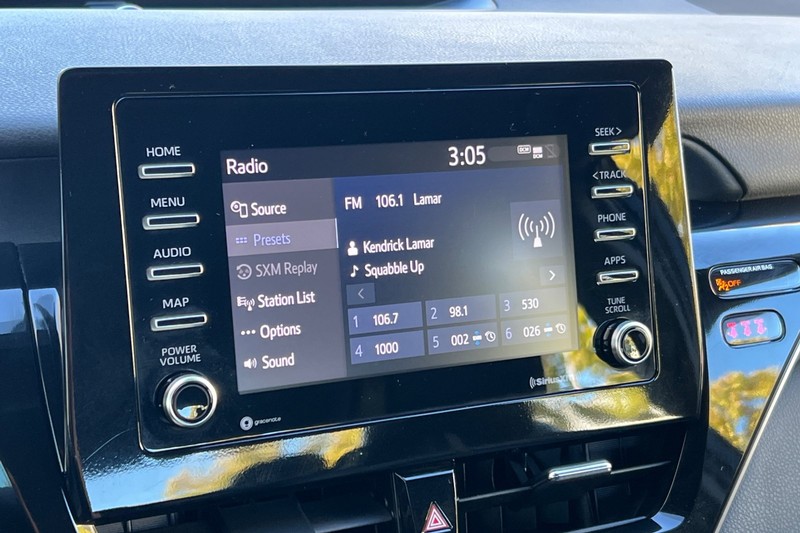 HOME
MENU
AUDIO
MAP
POWER
VOLUME
Radio
3:05
DCM
Source
Presets
SXM Replay
Station List
Options
Sound
FM 106.1 Lamar
Kendrick Lamar
Squabble Up
1 106.7
2 98.1
3 530
4 1000
5 002
6 026
SEEK >
< TRACK
PHONE
APPS
TUNE
SCROLL
gracenote
SiriusXM
PASSENGER AIR BAG
OFF